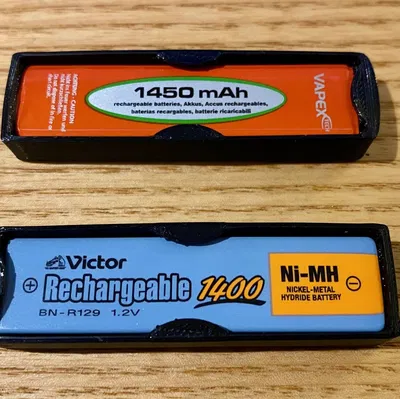 1450 mAh
rechargeable batteries, Akkus, Accus rechargeables,
baterias recargables, batterie ricaricabili
VAPEX
Victor
Rechargeable 1400
BN-R129 1.2V
Ni-MH
NICKEL-METAL
HYDRIDE BATTERY